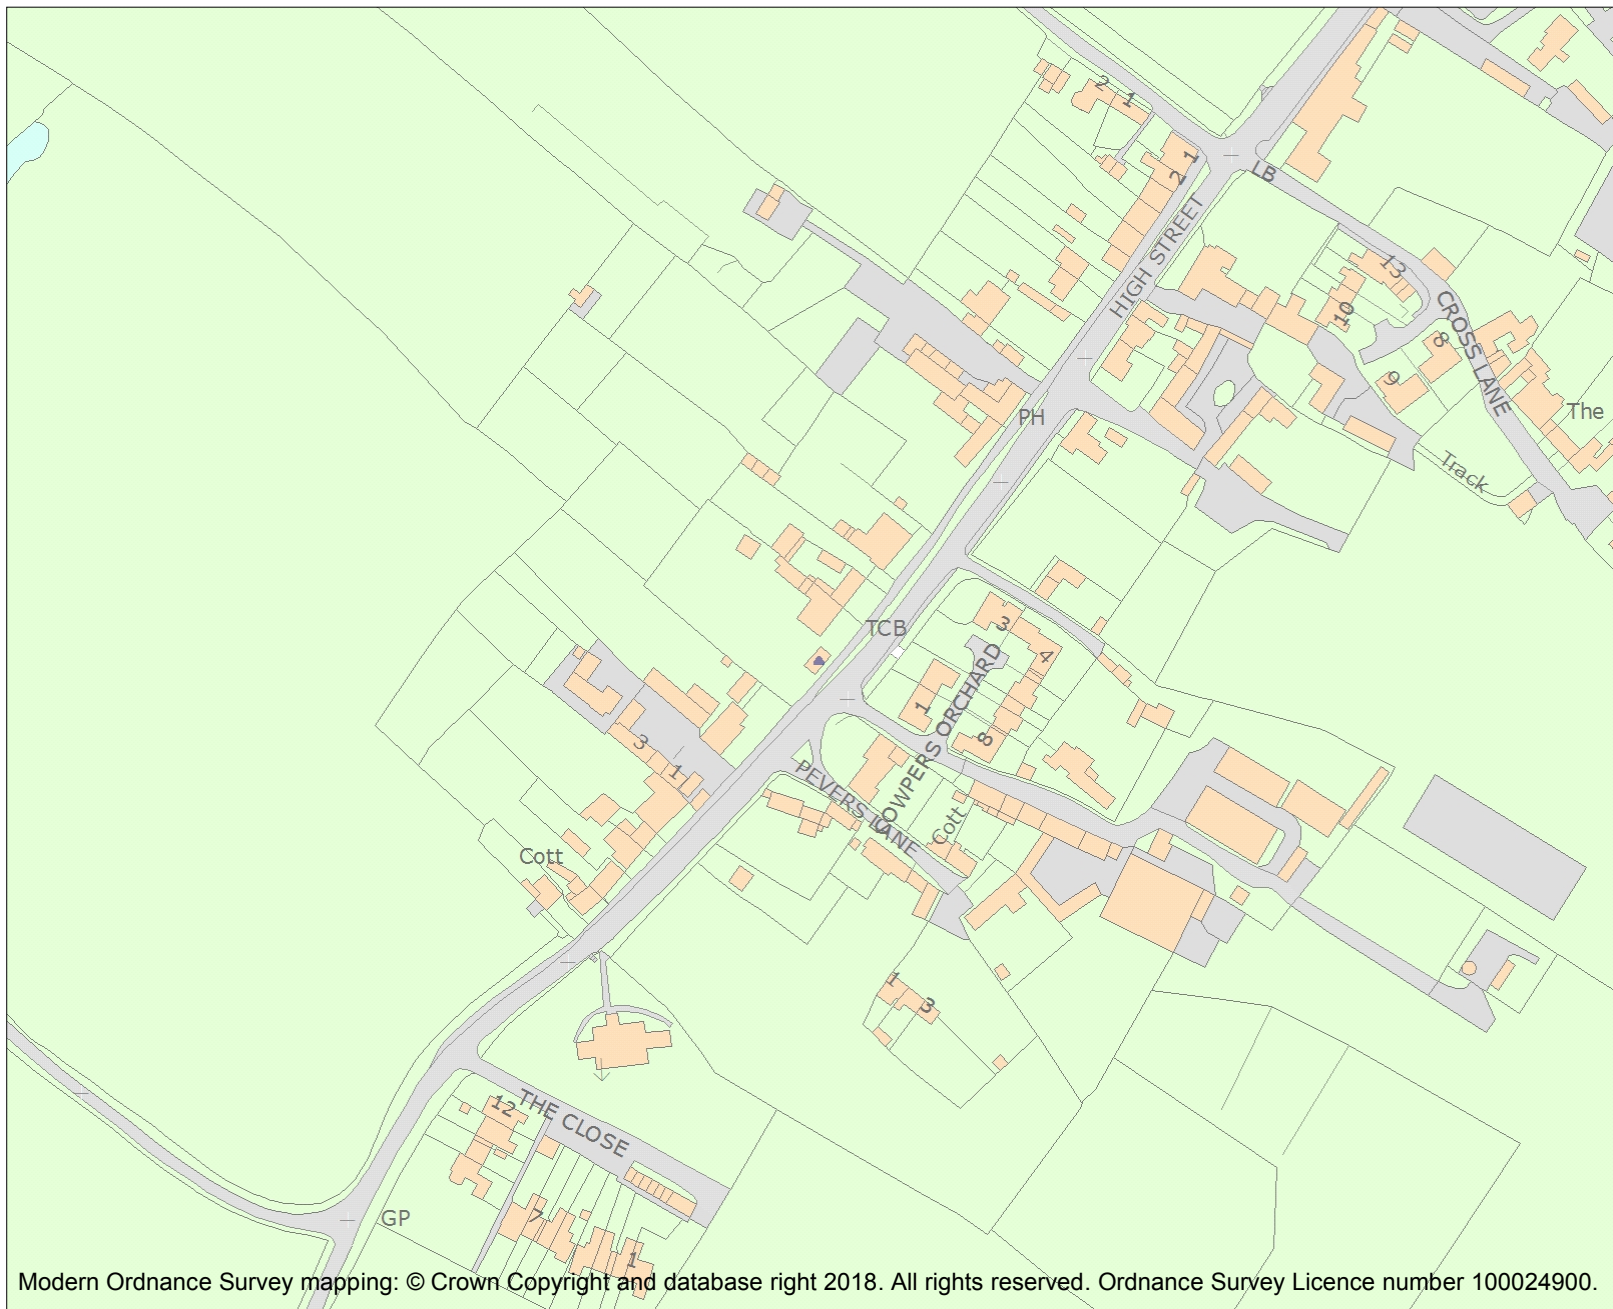 2
1
1
2
LB
HIGH STREET
13
10
CROSS LANE
8
9
The
PH
Track
TCB
3
4
1
8
COWPERS ORCHARD
3
1
PEVERS LANE
Cott
Cott
1
3
12
THE CLOSE
GP
7
1
Modern Ordnance Survey mapping: © Crown Copyright and database right 2018. All rights reserved. Ordnance Survey Licence number 100024900.